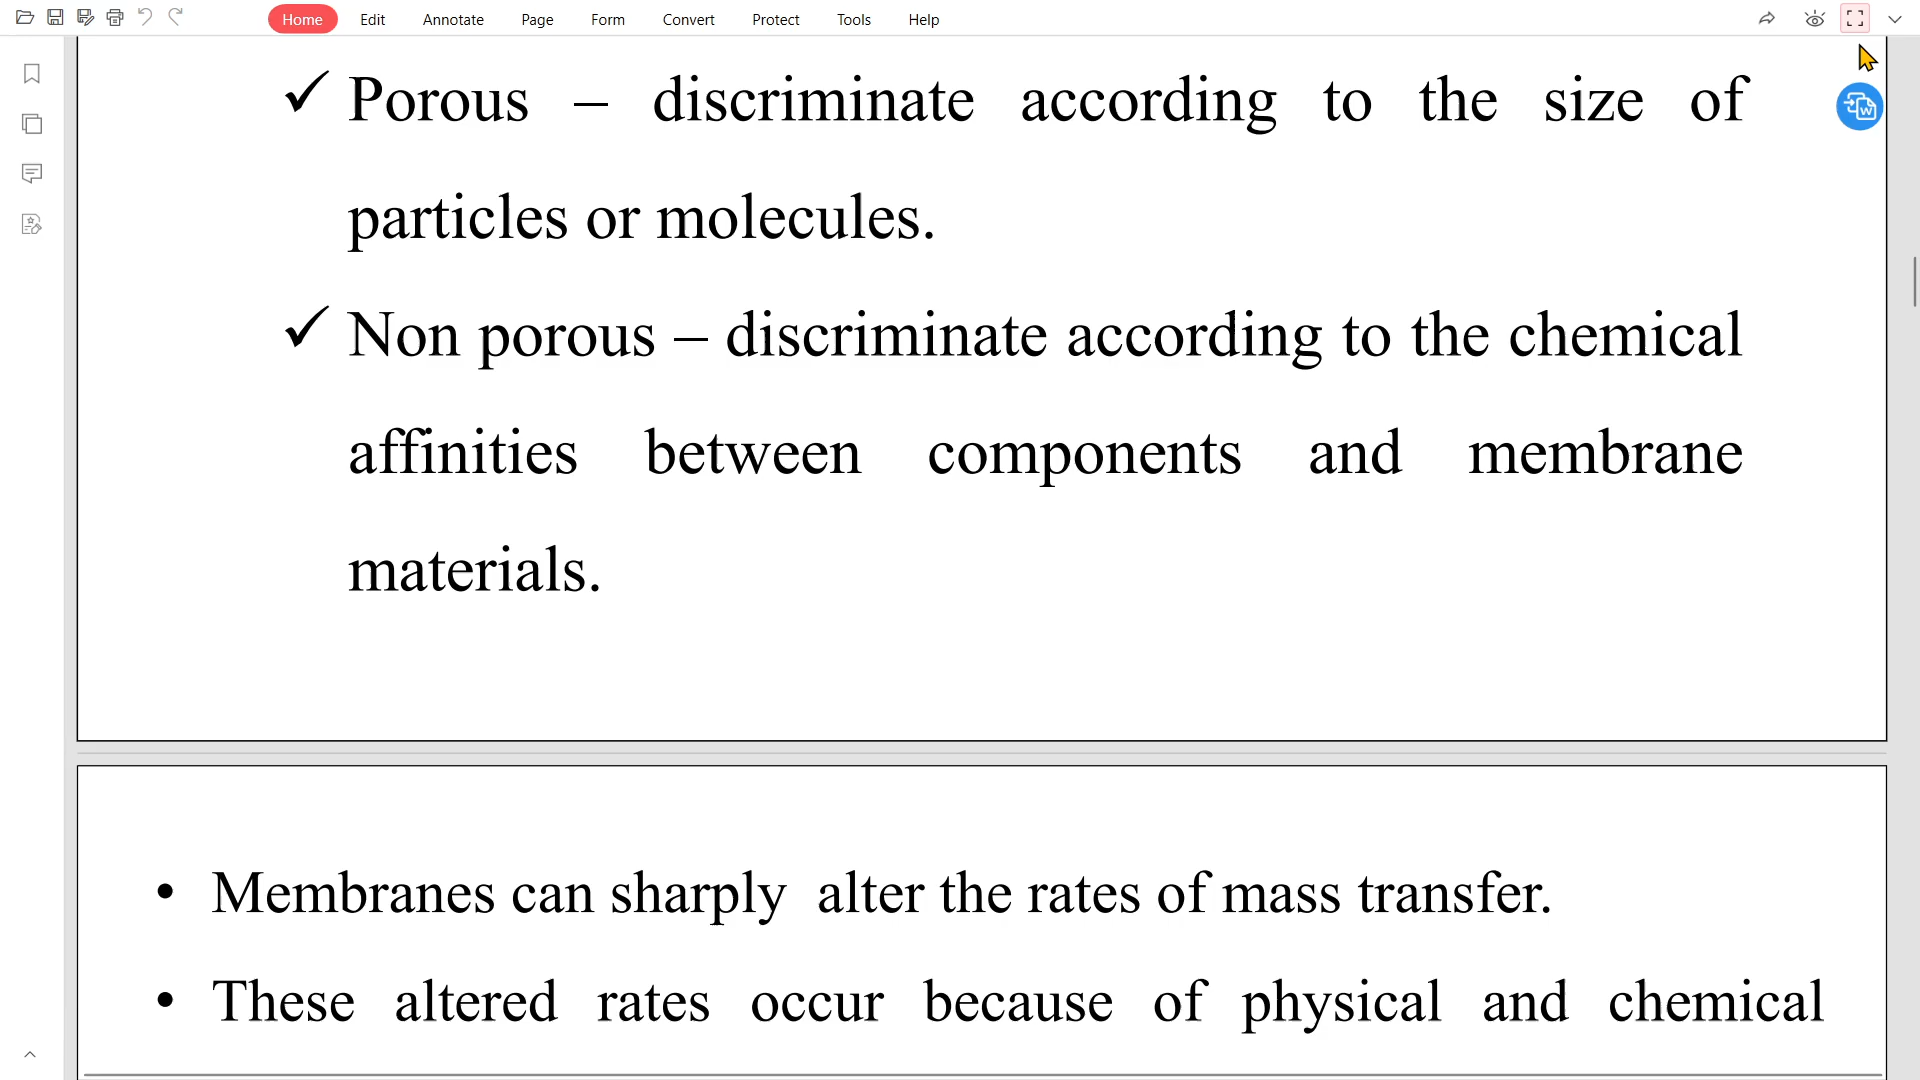 Home Edit Annotate Page Form Convert Protect Tools Help
✓ Porous – discriminate according to the size of
particles or molecules.
✓ Non porous – discriminate according to the chemical
affinities between components and membrane
materials.
• Membranes can sharply alter the rates of mass transfer.
• These altered rates occur because of physical and chemical